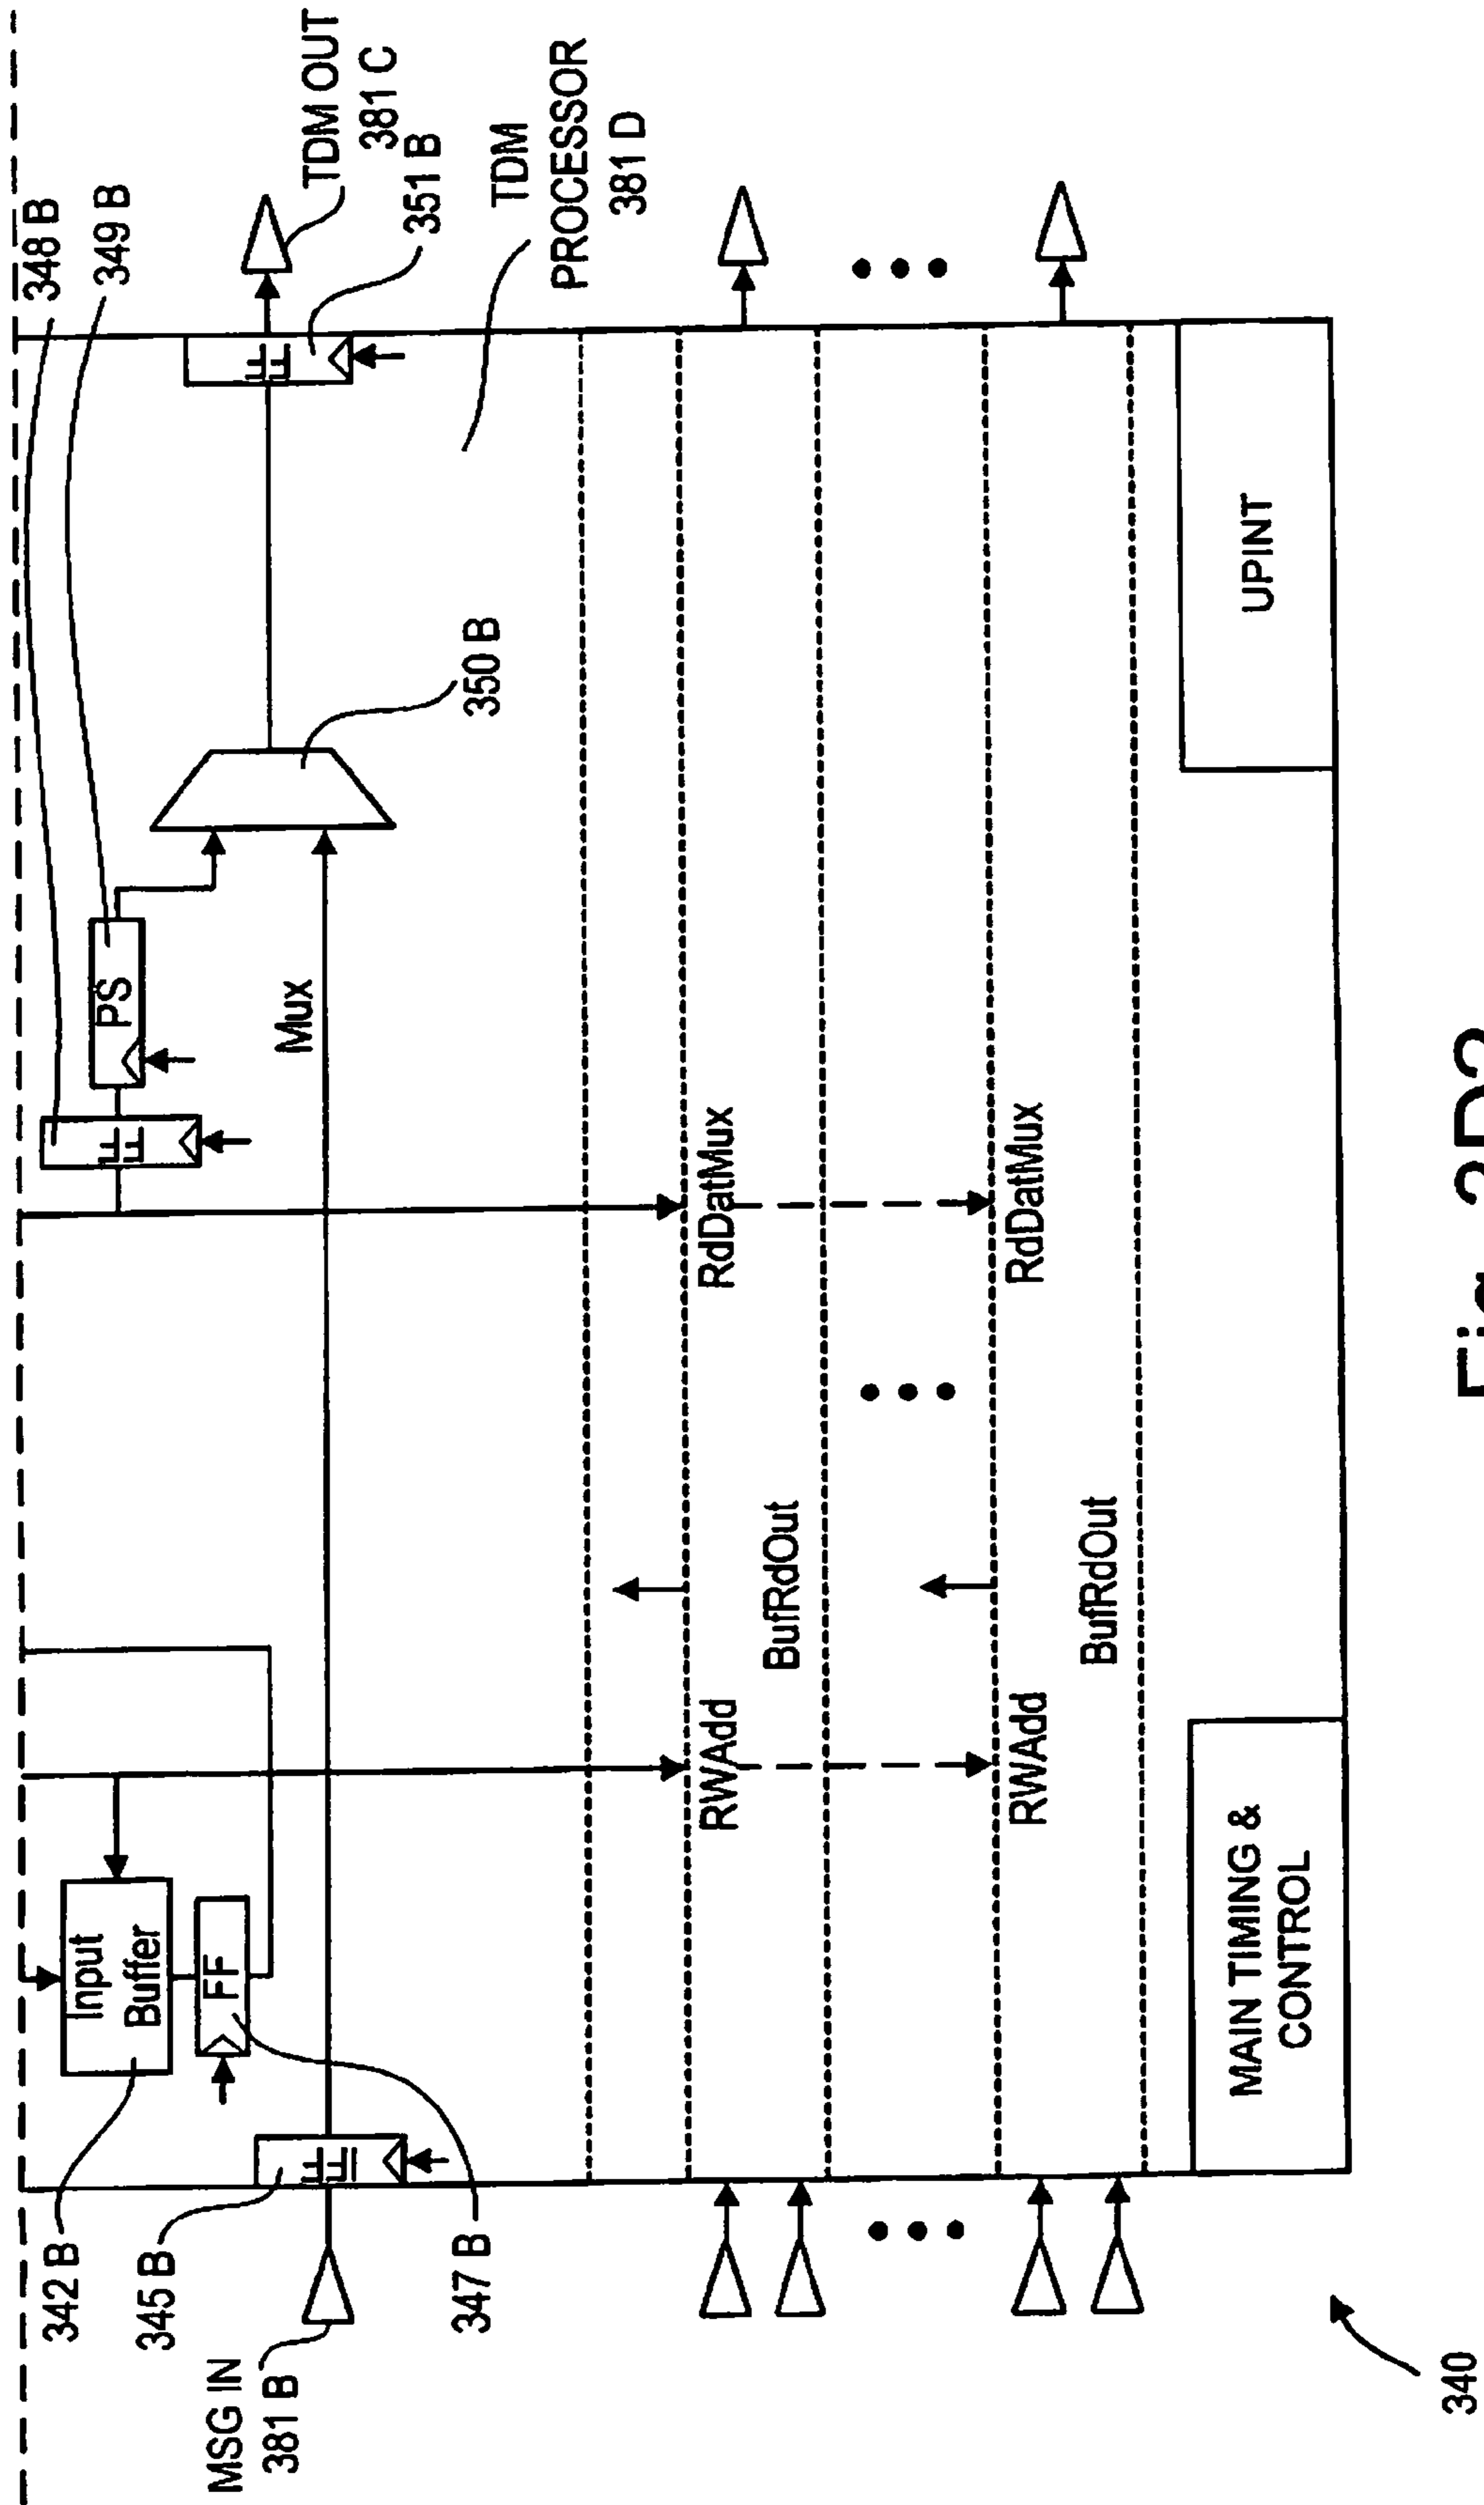 348 B
349 B
TDM OUT
381 C
351 B
TDM
PROCESSOR
381 D
FF
350 B
PS
FF
Mux
Input
Buffer
FF
342 B
345 B
FF
MSG IN
381 B
347 B
RdDatMux
RWAdd
BufRdOut
RdDatMux
RWAdd
BufRdOut
MAIN TIMING &
CONTROL
UPINT
340